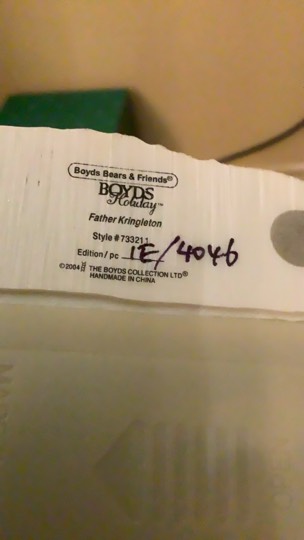 Boyds Bears & Friends®
BOYDS
Holiday™
Father Kringleton
Style #733211
Edition / pc 1E/4046
©2004 THE BOYDS COLLECTION LTD®
HANDMADE IN CHINA